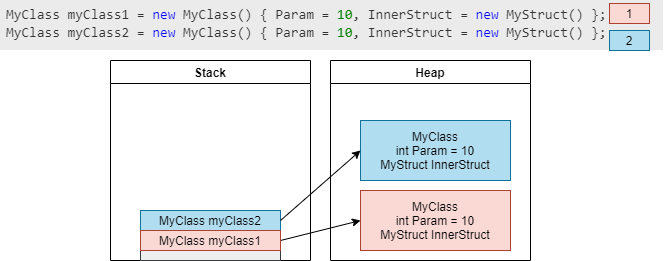 MyClass myClass1 = new MyClass() { Param = 10, InnerStruct = new MyStruct() };
1
MyClass myClass2 = new MyClass() { Param = 10, InnerStruct = new MyStruct() };
2
Stack
Heap
MyClass
int Param = 10
MyStruct InnerStruct
MyClass
int Param = 10
MyStruct InnerStruct
MyClass myClass2
MyClass myClass1